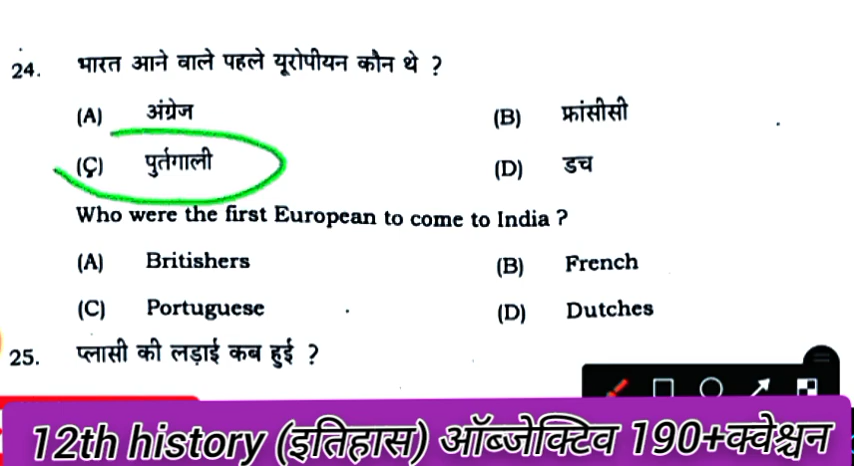 24. भारत आने वाले पहले यूरोपीयन कौन थे ?
(A) अंग्रेज (B) फ्रांसीसी
(C) पुर्तगाली (D) डच
Who were the first European to come to India ?
(A) Britishers (B) French
(C) Portuguese (D) Dutches
25. प्लासी की लड़ाई कब हुई ?
12th history (इतिहास) ऑब्जेक्टिव 190+क्वेश्चन